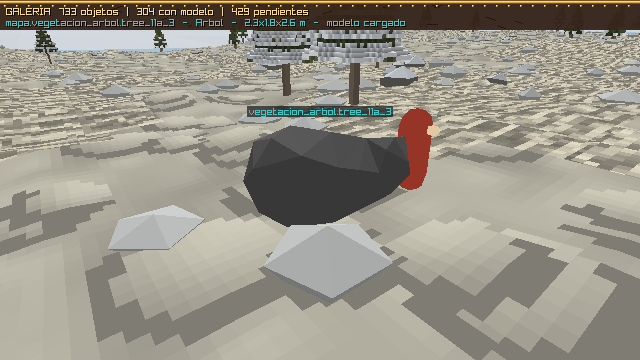 GALERÍA  733 objetos | 304 con modelo | 429 pendientes
mapa.vegetacion_arbol.tree_11a_3 - Arbol - 2.3x1.8x2.6 m - modelo cargado
vegetacion_arbol.tree_11a_3